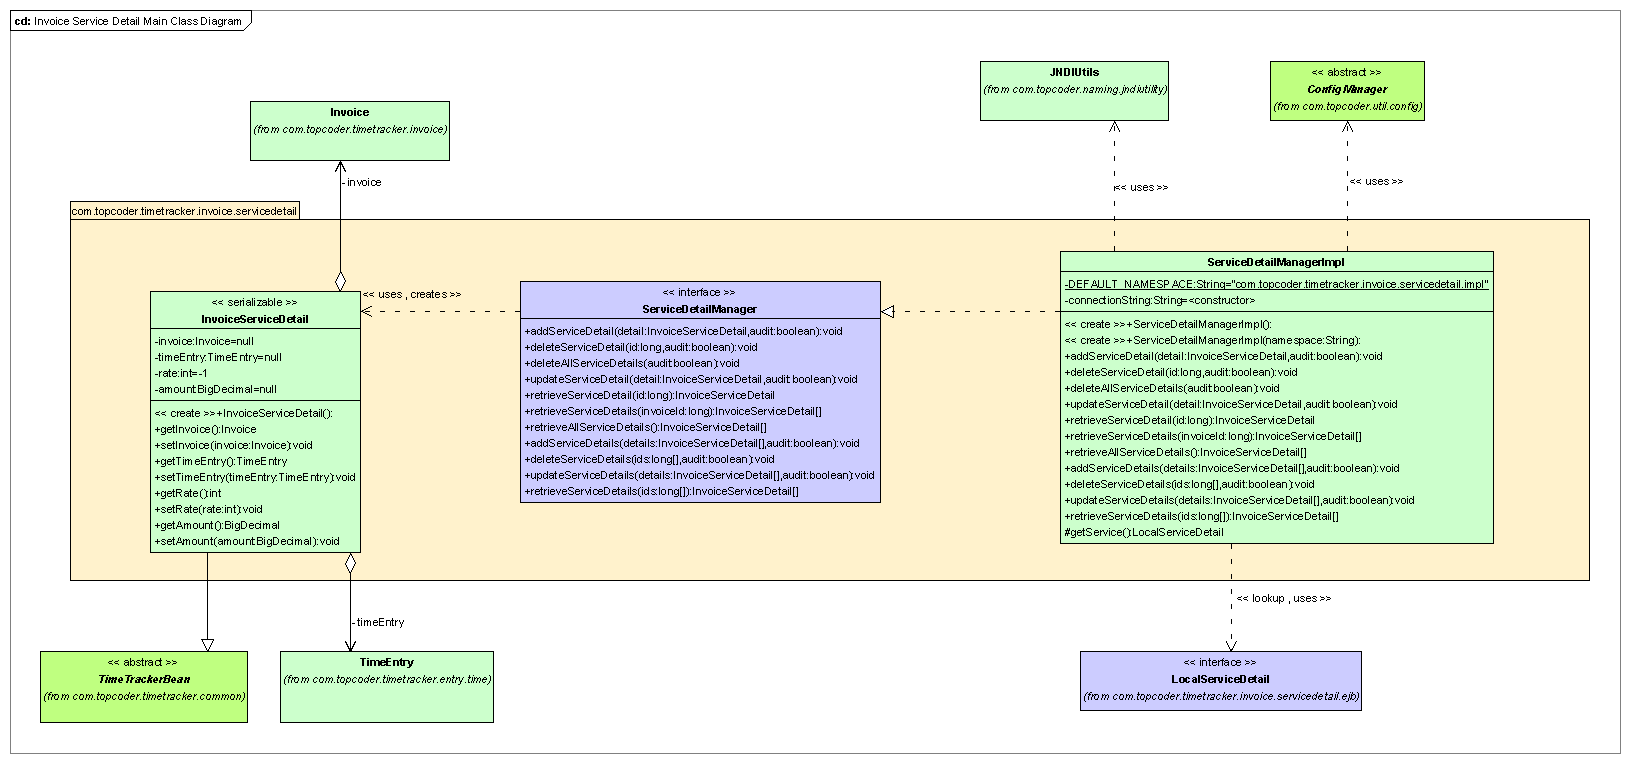 cd: Invoice Service Detail Main Class Diagram
JNDIUtils
(from com.topcoder.naming.jndiutility)
<< abstract >>
ConfigManager
(from com.topcoder.util.config)
Invoice
(from com.topcoder.timetracker.invoice)
- invoice
<< uses >>
<< uses >>
com.topcoder.timetracker.invoice.servicedetail
<< serializable >>
InvoiceServiceDetail
-invoice:Invoice=null
-timeEntry:TimeEntry=null
-rate:int=-1
-amount:BigDecimal=null
<< create >>+InvoiceServiceDetail():
+getInvoice():Invoice
+setInvoice(invoice:Invoice):void
+getTimeEntry():TimeEntry
+setTimeEntry(timeEntry:TimeEntry):void
+getRate():int
+setRate(rate:int):void
+getAmount():BigDecimal
+setAmount(amount:BigDecimal):void
<< uses , creates >>
<< interface >>
ServiceDetailManager
+addServiceDetail(detail:InvoiceServiceDetail,audit:boolean):void
+deleteServiceDetail(id:long,audit:boolean):void
+deleteAllServiceDetails(audit:boolean):void
+updateServiceDetail(detail:InvoiceServiceDetail,audit:boolean):void
+retrieveServiceDetail(id:long):InvoiceServiceDetail
+retrieveServiceDetails(invoiceId:long):InvoiceServiceDetail[]
+retrieveAllServiceDetails():InvoiceServiceDetail[]
+addServiceDetails(details:InvoiceServiceDetail[],audit:boolean):void
+deleteServiceDetails(ids:long[],audit:boolean):void
+updateServiceDetails(details:InvoiceServiceDetail[],audit:boolean):void
+retrieveServiceDetails(ids:long[]):InvoiceServiceDetail[]
ServiceDetailManagerImpl
-DEFAULT_NAMESPACE:String="com.topcoder.timetracker.invoice.servicedetail.impl"
-connectionString:String=<constructor>
<< create >>+ServiceDetailManagerImpl():
<< create >>+ServiceDetailManagerImpl(namespace:String):
+addServiceDetail(detail:InvoiceServiceDetail,audit:boolean):void
+deleteServiceDetail(id:long,audit:boolean):void
+deleteAllServiceDetails(audit:boolean):void
+updateServiceDetail(detail:InvoiceServiceDetail,audit:boolean):void
+retrieveServiceDetail(id:long):InvoiceServiceDetail
+retrieveServiceDetails(invoiceId:long):InvoiceServiceDetail[]
+retrieveAllServiceDetails():InvoiceServiceDetail[]
+addServiceDetails(details:InvoiceServiceDetail[],audit:boolean):void
+deleteServiceDetails(ids:long[],audit:boolean):void
+updateServiceDetails(details:InvoiceServiceDetail[],audit:boolean):void
+retrieveServiceDetails(ids:long[]):InvoiceServiceDetail[]
#getService():LocalServiceDetail
<< lookup , uses >>
- timeEntry
<< abstract >>
TimeTrackerBean
(from com.topcoder.timetracker.common)
TimeEntry
(from com.topcoder.timetracker.entry.time)
<< interface >>
LocalServiceDetail
(from com.topcoder.timetracker.invoice.servicedetail.ejb)